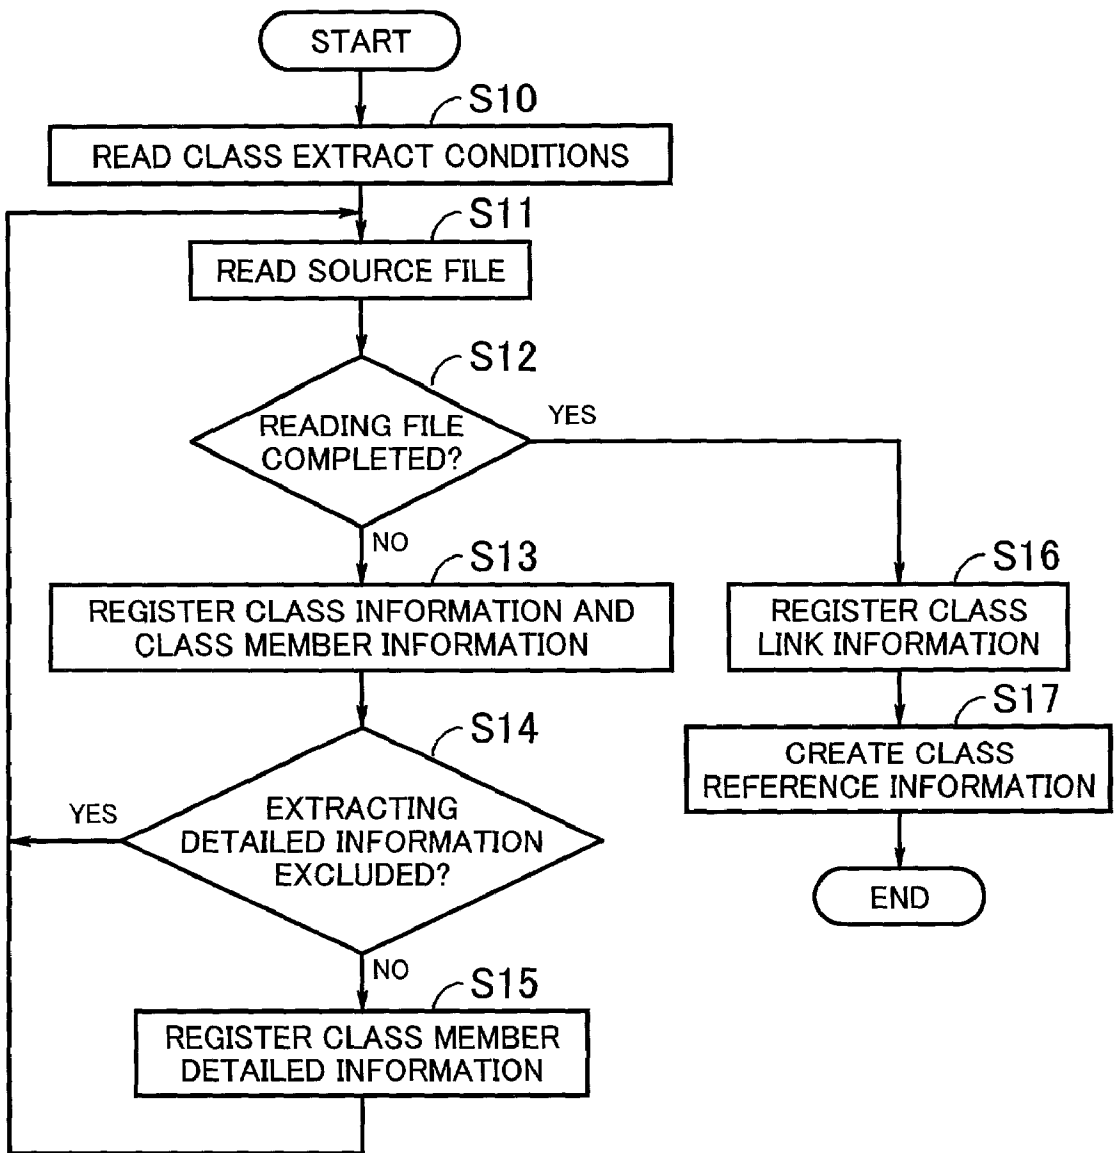 START
S10
READ CLASS EXTRACT CONDITIONS
S11
READ SOURCE FILE
S12
READING FILE
COMPLETED?
YES
NO
S13
REGISTER CLASS INFORMATION AND
CLASS MEMBER INFORMATION
S14
EXTRACTING
DETAILED INFORMATION
EXCLUDED?
YES
NO
S15
REGISTER CLASS MEMBER
DETAILED INFORMATION
S16
REGISTER CLASS
LINK INFORMATION
S17
CREATE CLASS
REFERENCE INFORMATION
END